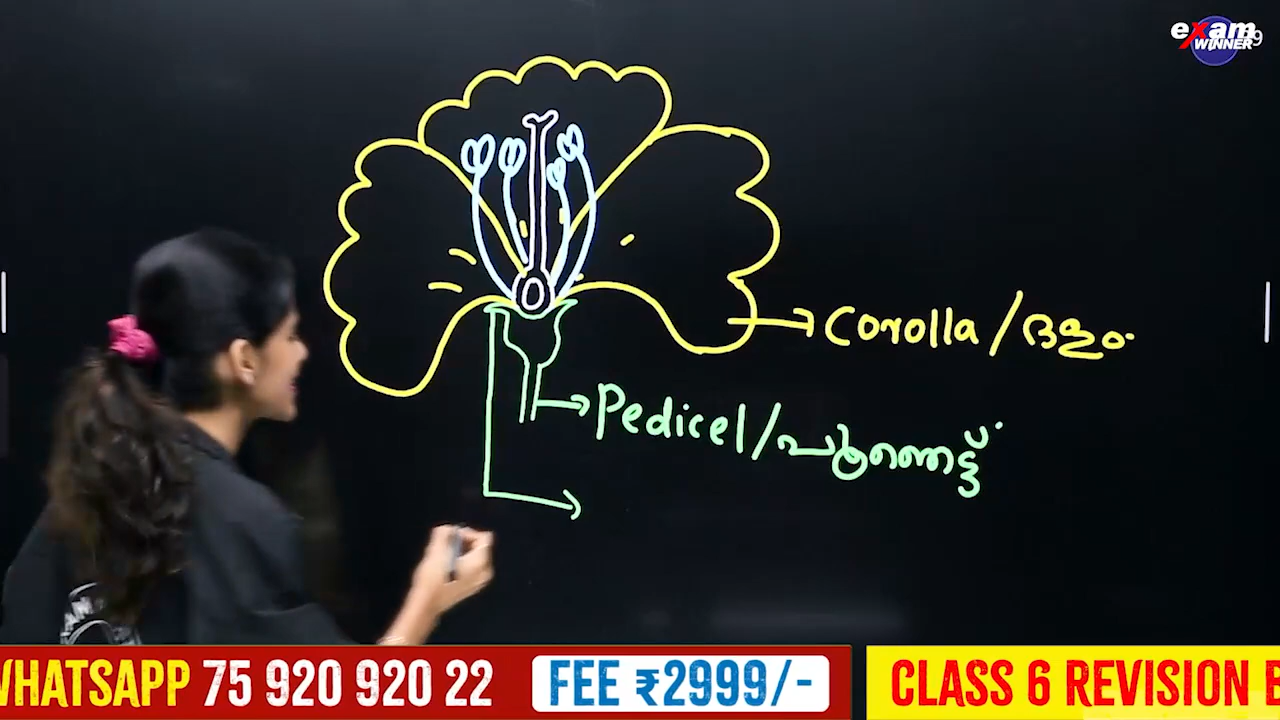 exam
WINNER
Corolla / ദളം
Pedicel / പൂഞെട്ട്
WHATSAPP 75 920 920 22
FEE ₹2999/-
CLASS 6 REVISION B